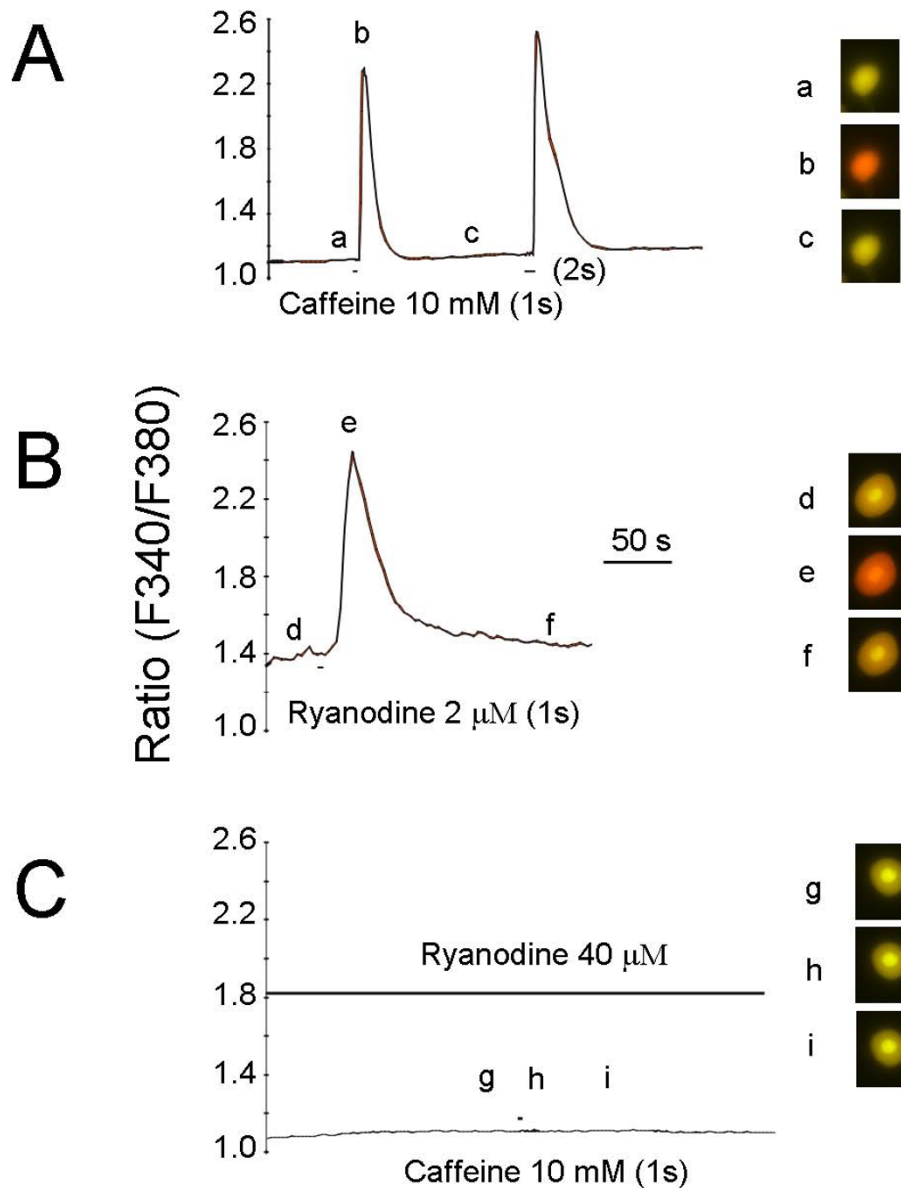 A
2.6
2.2
1.8
1.4
1.0
b
a
c
(2s)
Caffeine 10 mM (1s)
a
b
c
Ratio (F340/F380)
B
2.6
2.2
1.8
1.4
1.0
e
d
f
50 s
Ryanodine 2 μM (1s)
d
e
f
C
2.6
2.2
1.8
1.4
1.0
Ryanodine 40 μM
g h i
Caffeine 10 mM (1s)
g
h
i